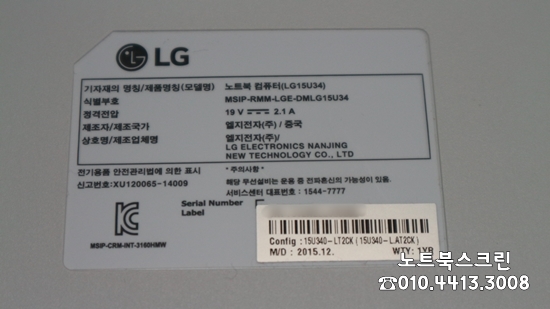 LG
기자재의 명칭/제품명칭(모델명) 노트북 컴퓨터(LG15U34)
식별부호 MSIP-RMM-LGE-DMLG15U34
정격전압 19 V ⎓ 2.1 A
제조자/제조국가 엘지전자(주) / 중국
상호명/제조업체명 엘지전자(주)/
LG ELECTRONICS NANJING
NEW TECHNOLOGY CO., LTD
전기용품 안전관리법에 의한 표시
신고번호:XU120065-14009
* 주의사항 *
해당 무선설비는 운용 중 전파혼신의 가능성이 있음.
서비스센터 대표번호 : 1544-7777
MSIP-CRM-INT-3160HMW
Serial Number
Label
Config : 15U340-LT2CK (15U340-L.AT2CK)
M/D : 2015.12. WTY: 1YR
노트북스크린
☎010.4413.3008